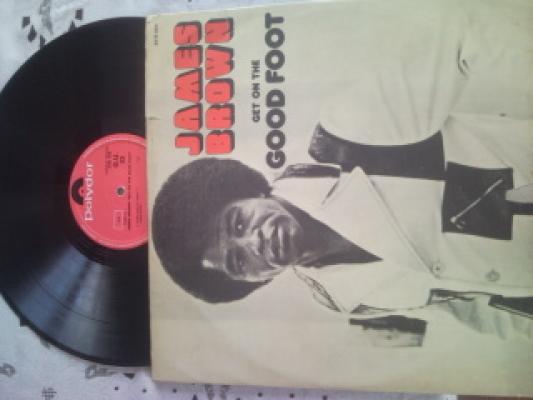 JAMES
BROWN
GET ON THE
GOOD FOOT
Polydor